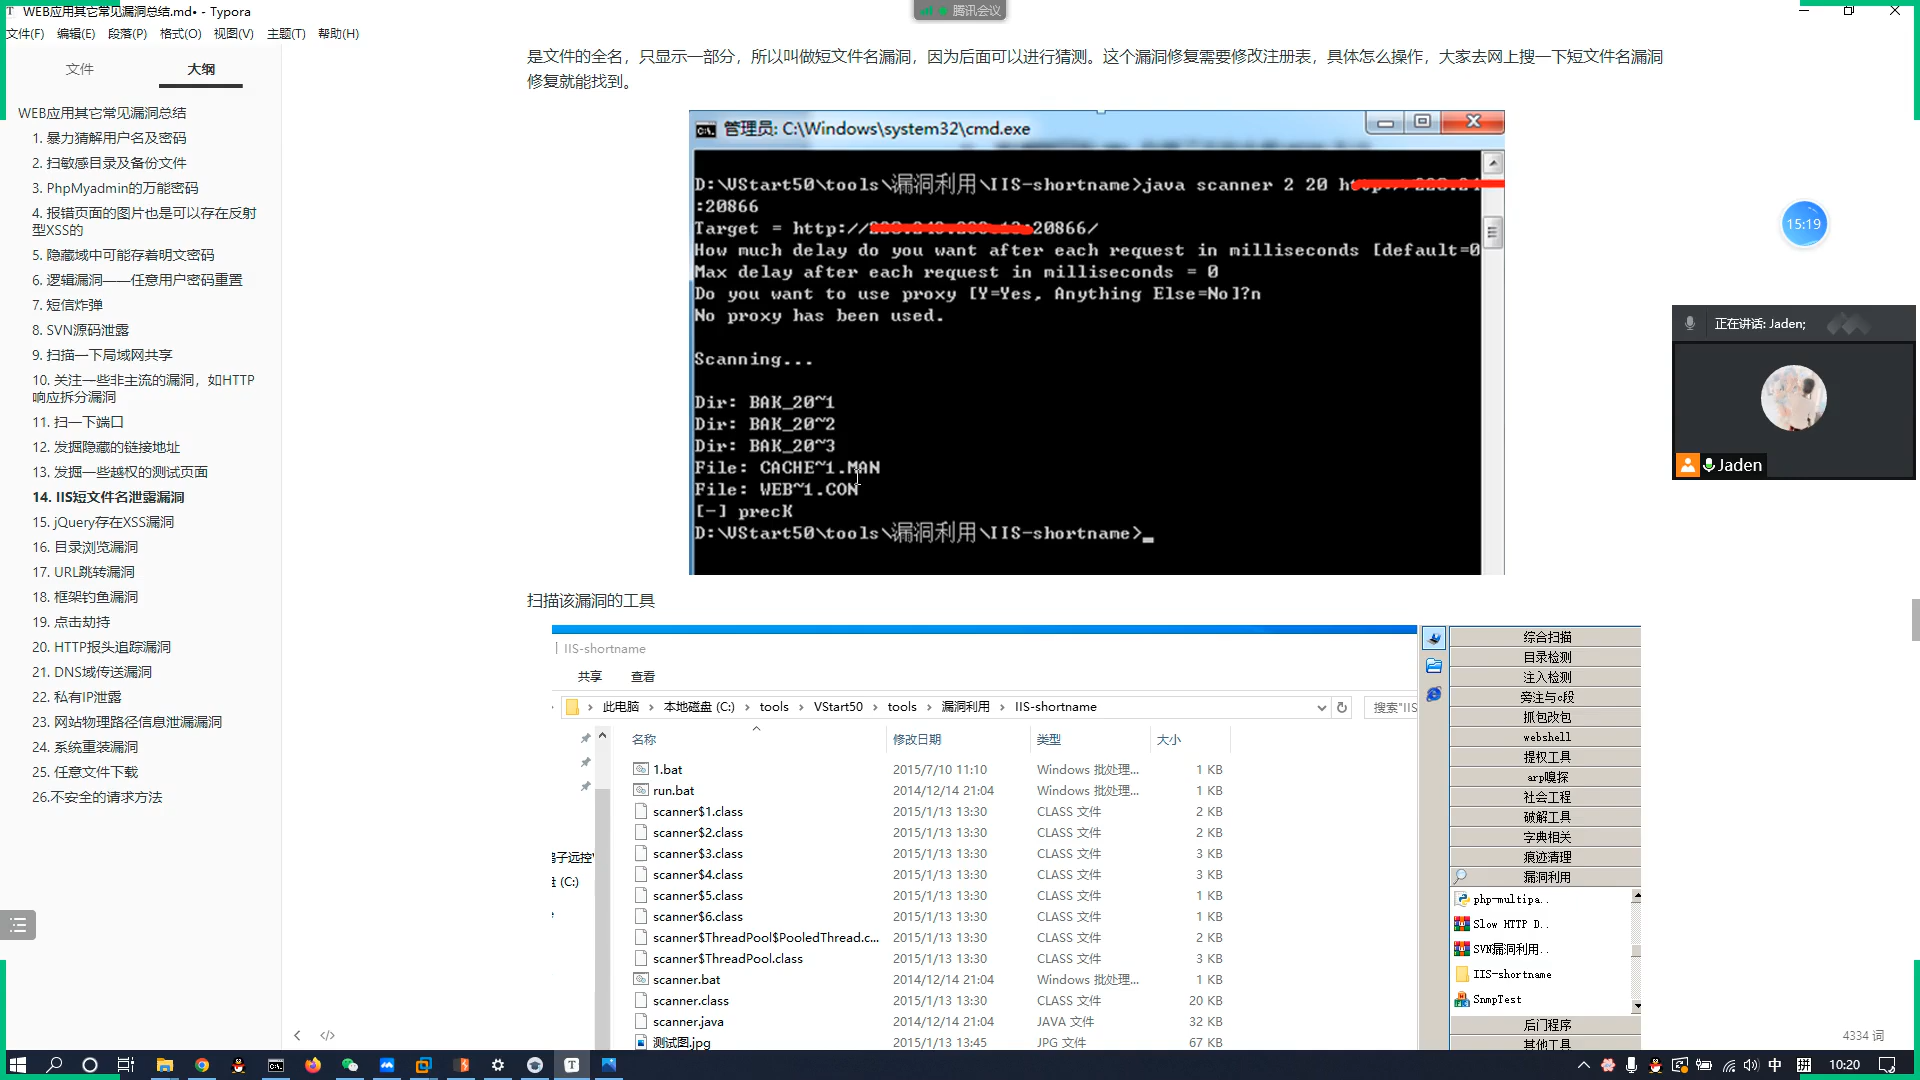 WEB应用其它常见漏洞总结.md• - Typora
腾讯会议
文件(F) 编辑(E) 段落(P) 格式(O) 视图(V) 主题(T) 帮助(H)
文件 大纲
WEB应用其它常见漏洞总结
1. 暴力猜解用户名及密码
2. 扫敏感目录及备份文件
3. PhpMyadmin的万能密码
4. 报错页面的图片也是可以存在反射
型XSS的
5. 隐藏域中可能存着明文密码
6. 逻辑漏洞——任意用户密码重置
7. 短信炸弹
8. SVN源码泄露
9. 扫描一下局域网共享
10. 关注一些非主流的漏洞，如HTTP
响应拆分漏洞
11. 扫一下端口
12. 发掘隐藏的链接地址
13. 发掘一些越权的测试页面
14. IIS短文件名泄露漏洞
15. jQuery存在XSS漏洞
16. 目录浏览漏洞
17. URL跳转漏洞
18. 框架钓鱼漏洞
19. 点击劫持
20. HTTP报头追踪漏洞
21. DNS域传送漏洞
22. 私有IP泄露
23. 网站物理路径信息泄漏漏洞
24. 系统重装漏洞
25. 任意文件下载
26.不安全的请求方法
是文件的全名，只显示一部分，所以叫做短文件名漏洞，因为后面可以进行猜测。这个漏洞修复需要修改注册表，具体怎么操作，大家去网上搜一下短文件名漏洞
修复就能找到。
管理员: C:\Windows\system32\cmd.exe
D:\VStart50\tools\漏洞利用\IIS-shortname>java scanner 2 20
:20866
Target = http:// 20866/
How much delay do you want after each request in milliseconds [default=0
Max delay after each request in milliseconds = 0
Do you want to use proxy [Y=Yes, Anything Else=No]?n
No proxy has been used.
Scanning...
Dir: BAK_20~1
Dir: BAK_20~2
Dir: BAK_20~3
File: CACHE~1.MAN
File: WEB~1.CON
[-] precK
D:\VStart50\tools\漏洞利用\IIS-shortname>
扫描该漏洞的工具
IIS-shortname
共享 查看
此电脑 › 本地磁盘 (C:) › tools › VStart50 › tools › 漏洞利用 › IIS-shortname
搜索"IIS
名称 修改日期 类型 大小
1.bat 2015/7/10 11:10 Windows 批处理... 1 KB
run.bat 2014/12/14 21:04 Windows 批处理... 1 KB
scanner$1.class 2015/1/13 13:30 CLASS 文件 2 KB
scanner$2.class 2015/1/13 13:30 CLASS 文件 2 KB
scanner$3.class 2015/1/13 13:30 CLASS 文件 3 KB
scanner$4.class 2015/1/13 13:30 CLASS 文件 3 KB
scanner$5.class 2015/1/13 13:30 CLASS 文件 1 KB
scanner$6.class 2015/1/13 13:30 CLASS 文件 1 KB
scanner$ThreadPool$PooledThread.c... 2015/1/13 13:30 CLASS 文件 2 KB
scanner$ThreadPool.class 2015/1/13 13:30 CLASS 文件 3 KB
scanner.bat 2014/12/14 21:04 Windows 批处理... 1 KB
scanner.class 2015/1/13 13:30 CLASS 文件 20 KB
scanner.java 2014/12/14 21:04 JAVA 文件 32 KB
测试图.jpg 2015/1/13 13:45 JPG 文件 67 KB
子远控
(C:)
综合扫描
目录检测
注入检测
旁注与c段
抓包改包
webshell
提权工具
arp嗅探
社会工程
破解工具
字典相关
痕迹清理
漏洞利用
php-multipa..
Slow HTTP D..
SVN漏洞利用..
IIS-shortname
SnmpTest
后门程序
其他工具
15:19
正在讲话: Jaden;
Jaden
4334 词
中 拼 10:20